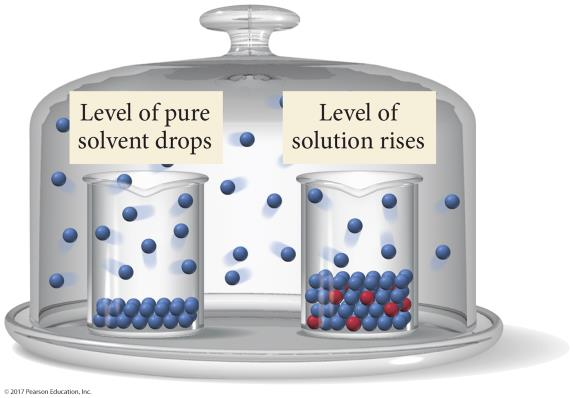 Level of pure
solvent drops
Level of
solution rises
© 2017 Pearson Education, Inc.